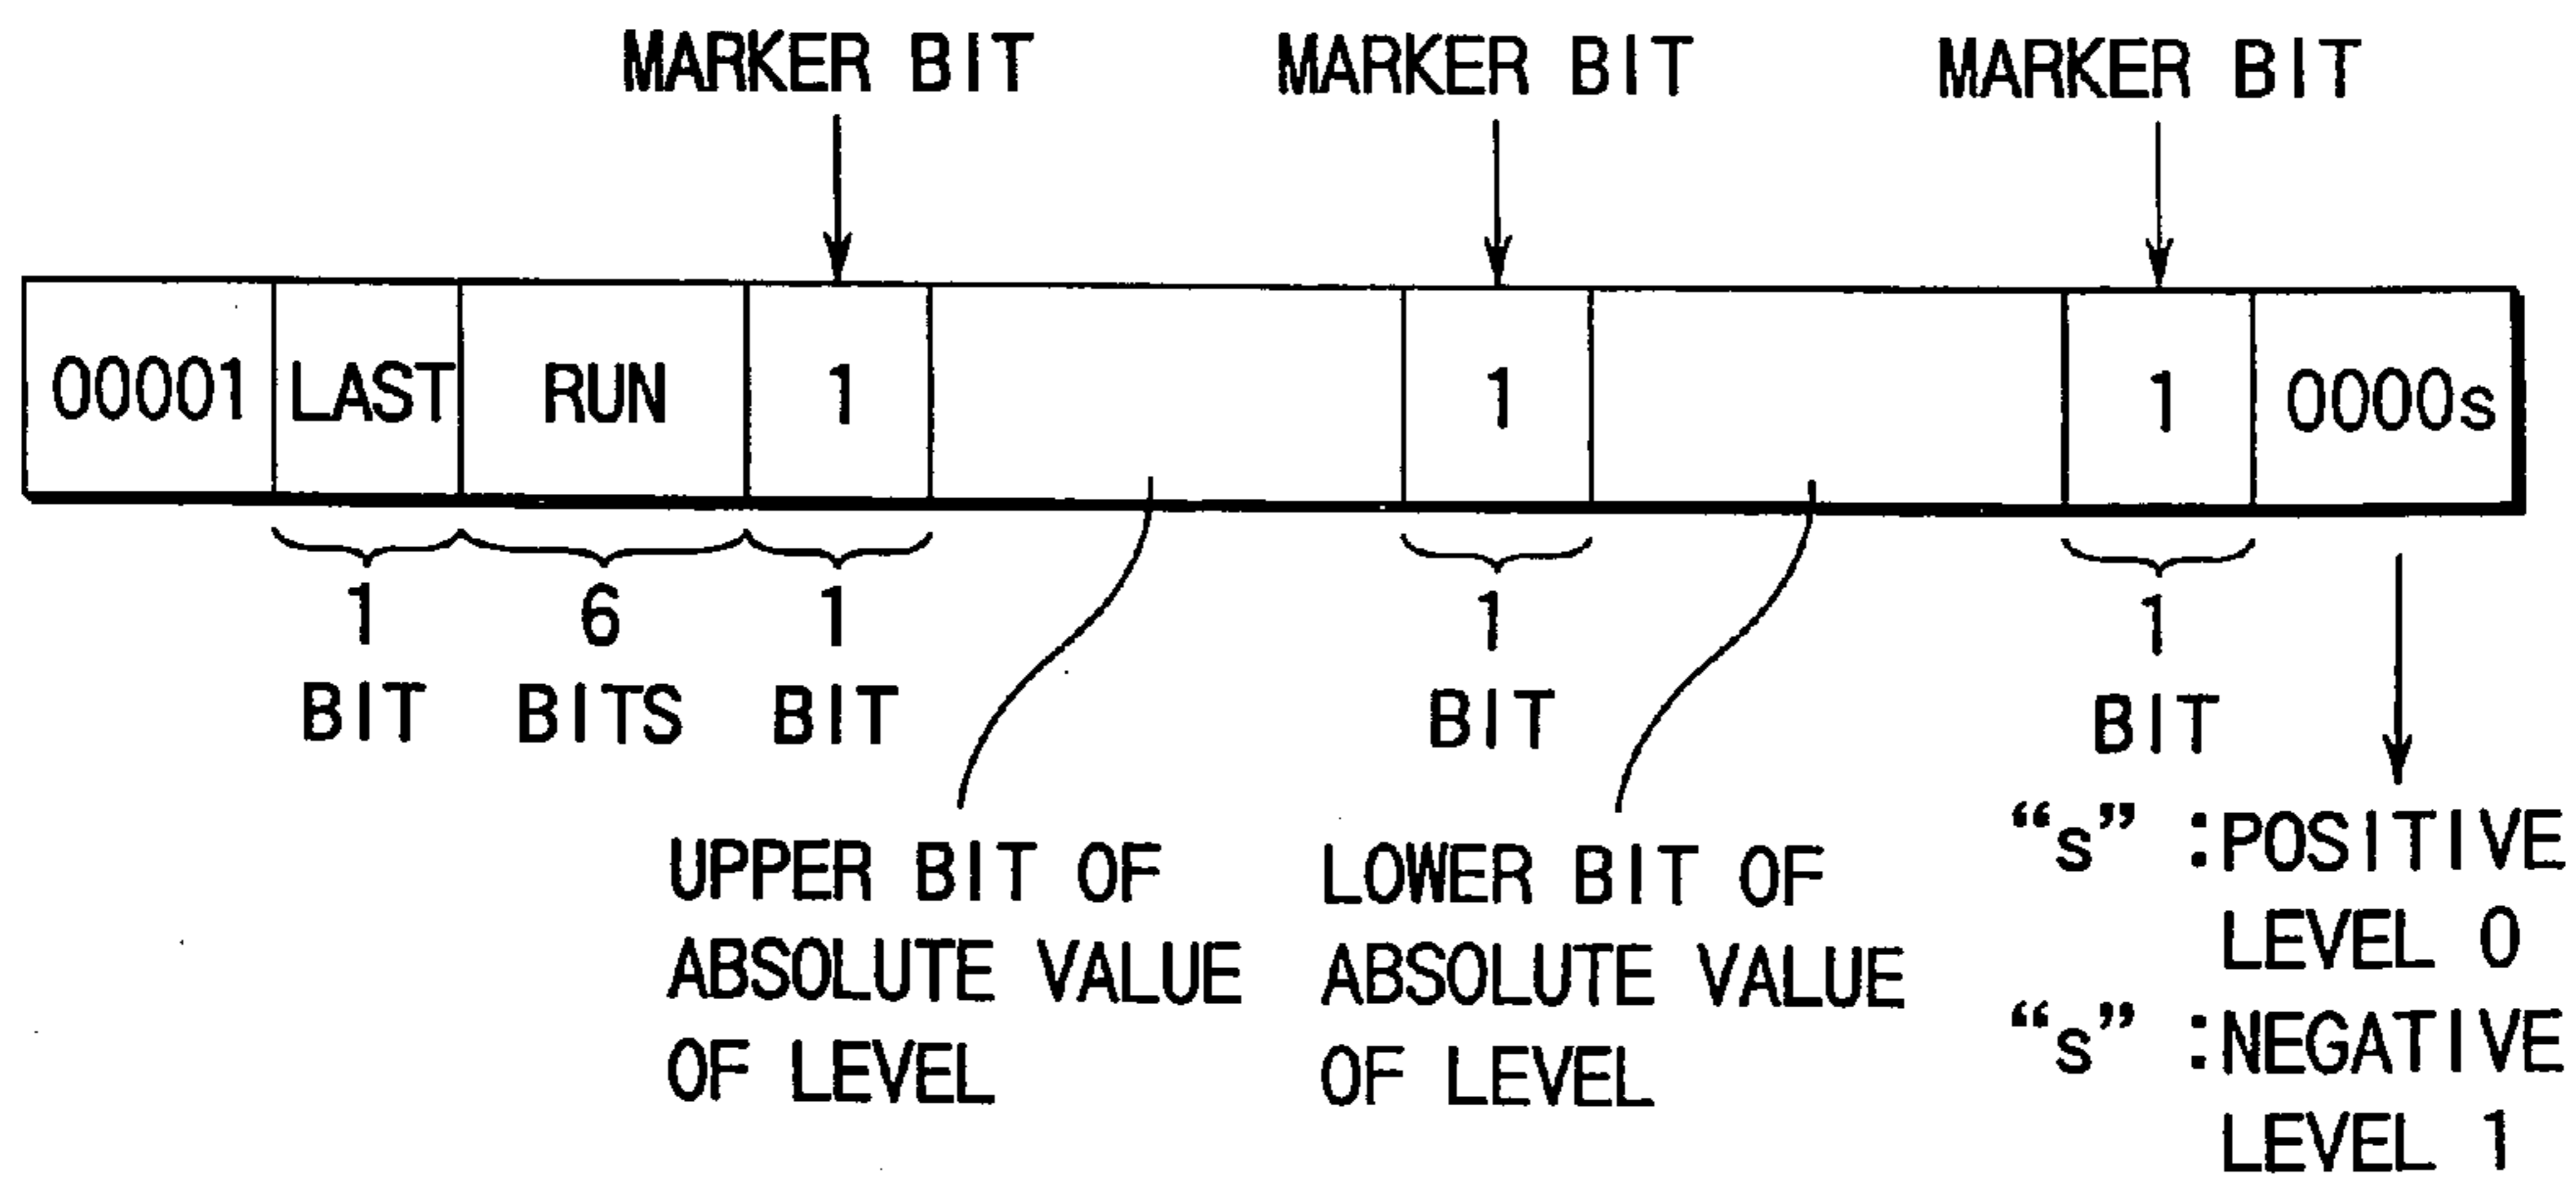 MARKER BIT MARKER BIT MARKER BIT
00001 LAST RUN 1 1 1 0000s
1 6 1 1 1
BIT BITS BIT BIT BIT
UPPER BIT OF
ABSOLUTE VALUE
OF LEVEL
LOWER BIT OF
ABSOLUTE VALUE
OF LEVEL
“s” :POSITIVE
LEVEL 0
“s” :NEGATIVE
LEVEL 1